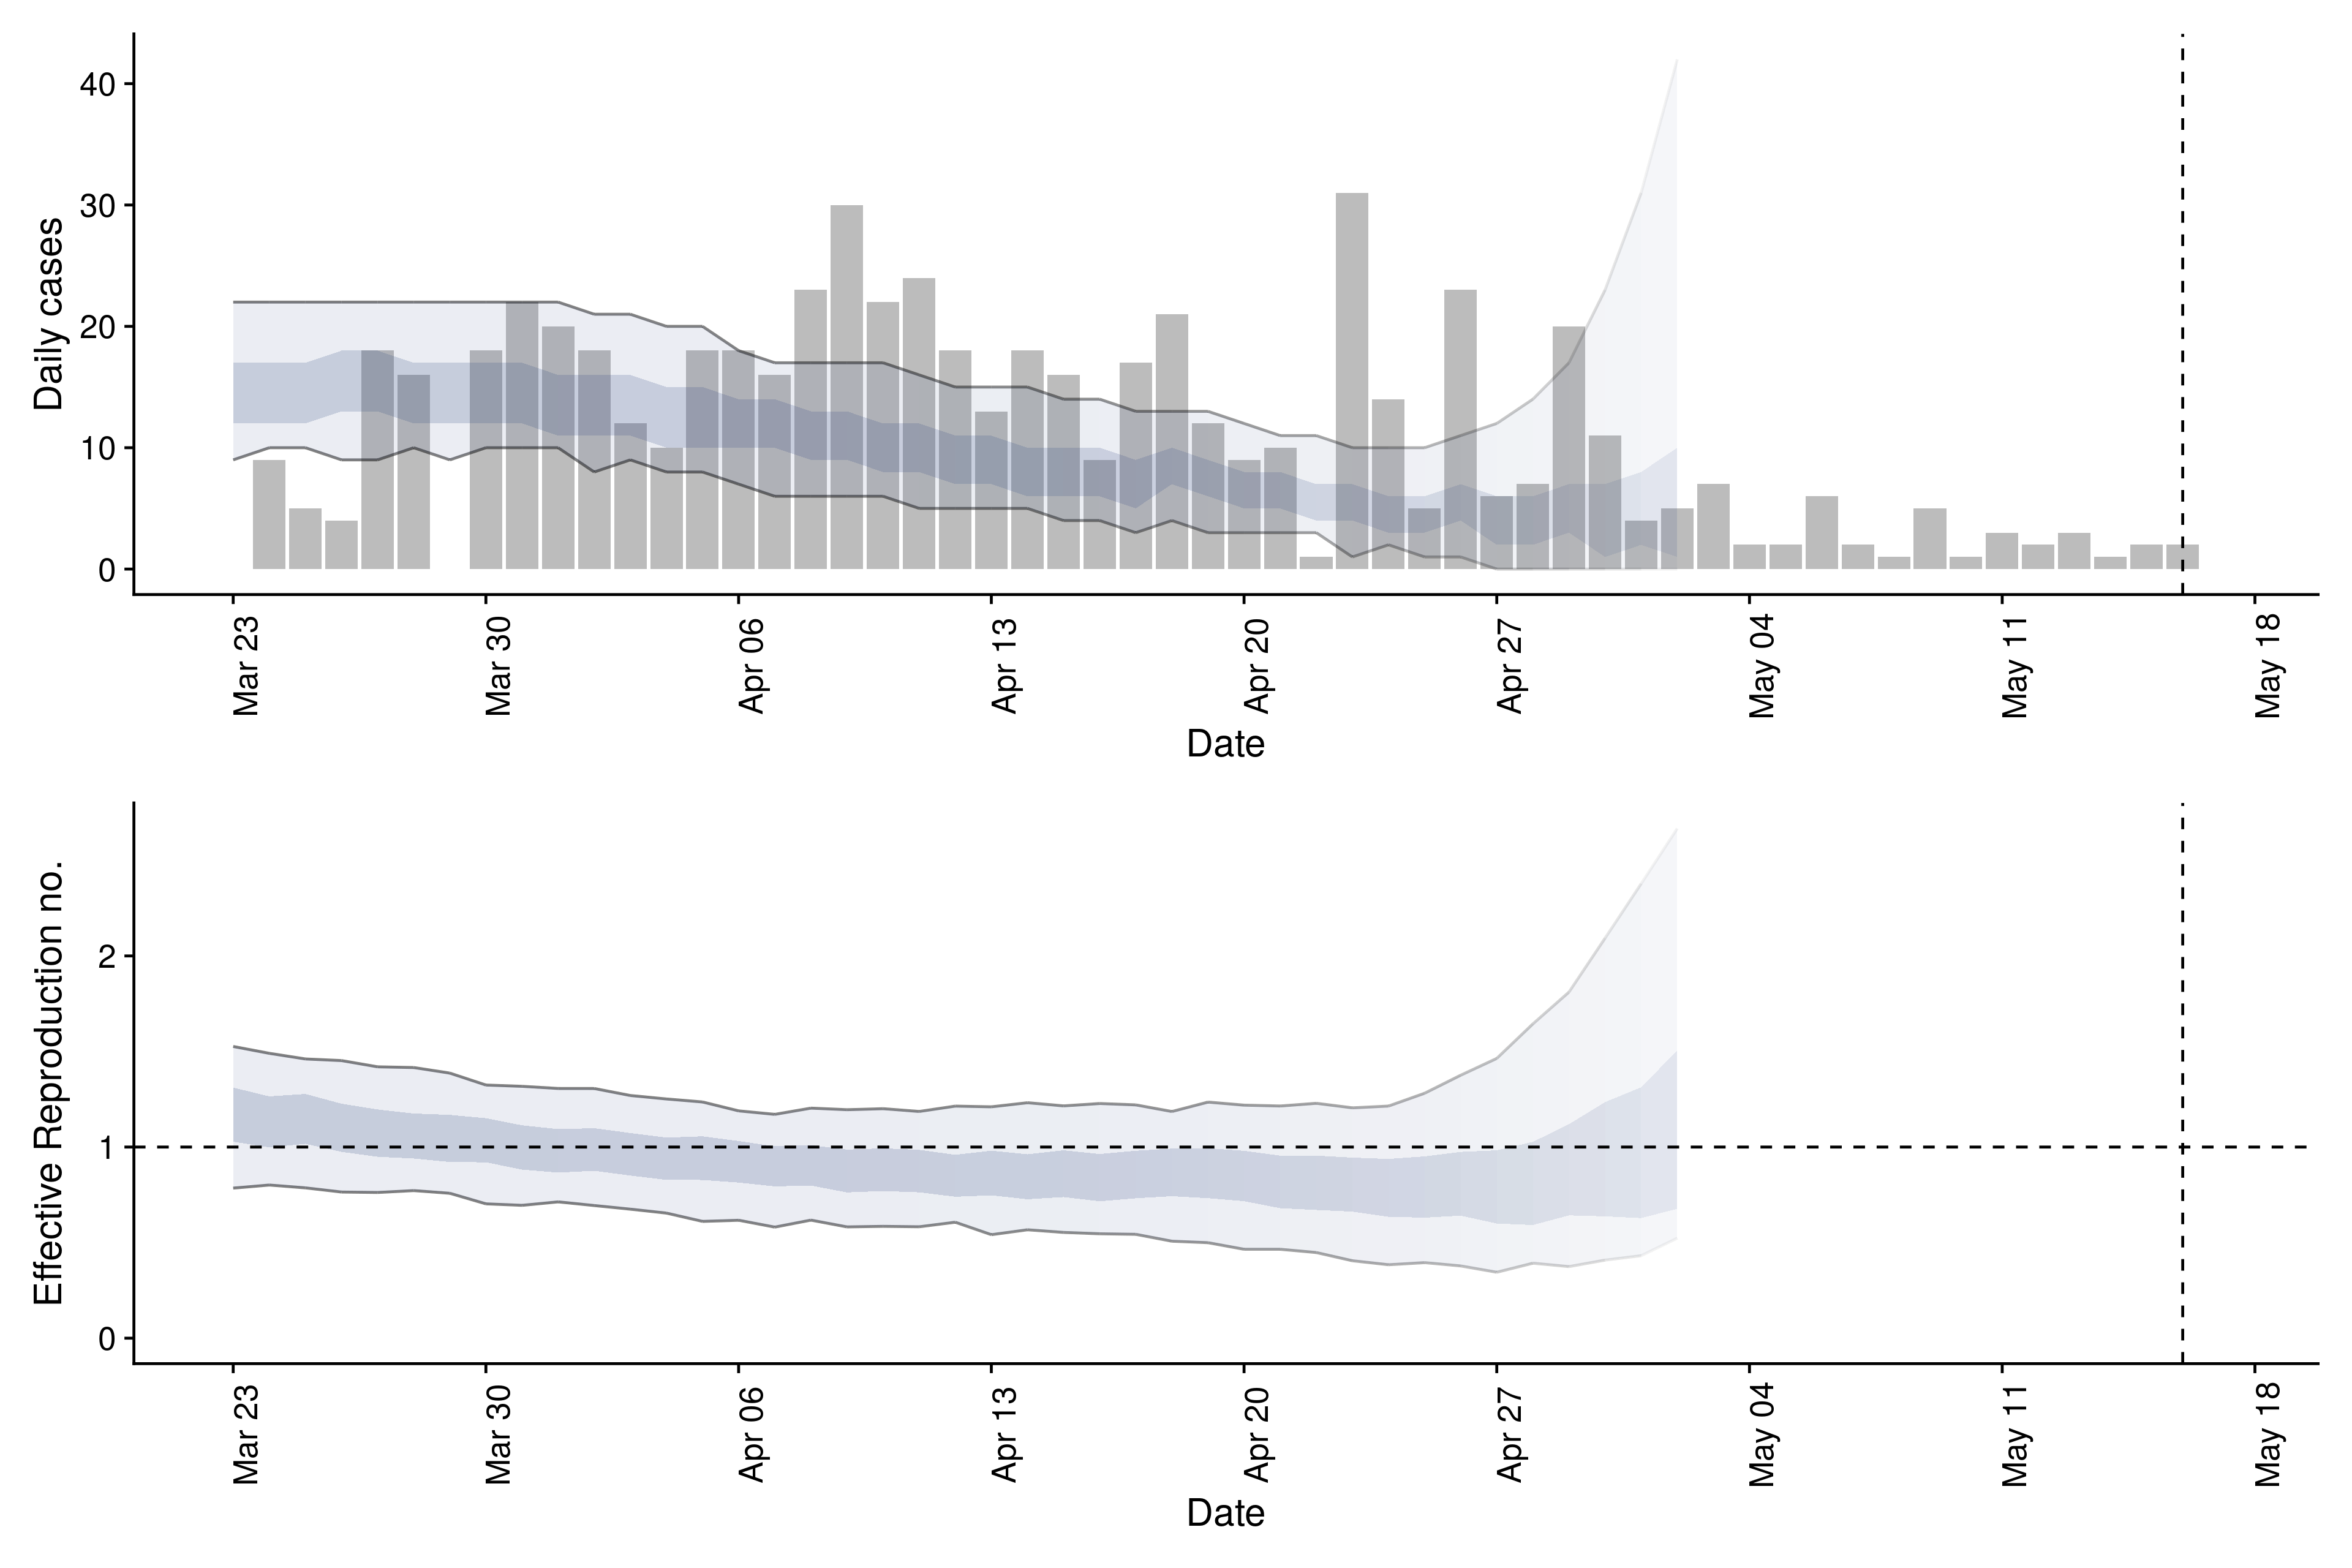 Daily cases
40
30
20
10
0
Mar 23
Mar 30
Apr 06
Apr 13
Apr 20
Apr 27
May 04
May 11
May 18
Date
Effective Reproduction no.
2
1
0
Mar 23
Mar 30
Apr 06
Apr 13
Apr 20
Apr 27
May 04
May 11
May 18
Date